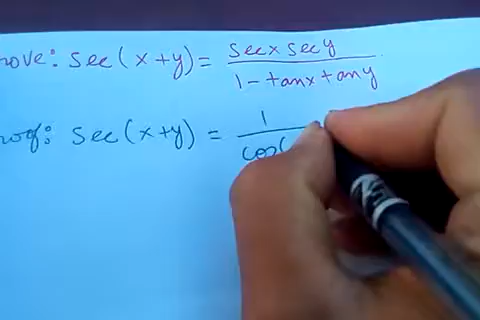 rove: sec(x+y) = secx secy / 1 - tanx tany
roof: sec(x+y) = 1 / cos(